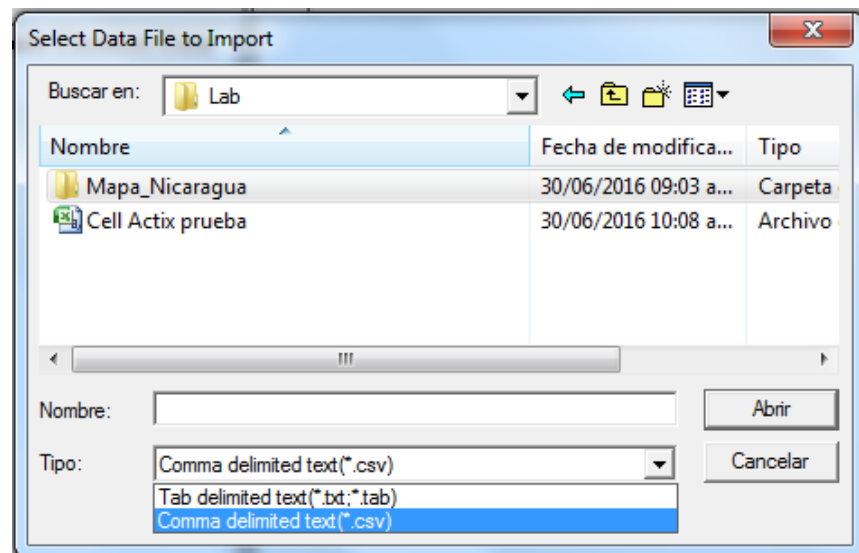 Select Data File to Import
Buscar en: Lab
Nombre Fecha de modifica... Tipo
Mapa_Nicaragua 30/06/2016 09:03 a... Carpeta
Cell Actix prueba 30/06/2016 10:08 a... Archivo
Nombre: Abrir
Tipo: Comma delimited text(*.csv) Cancelar
Tab delimited text(*.txt;*.tab)
Comma delimited text(*.csv)